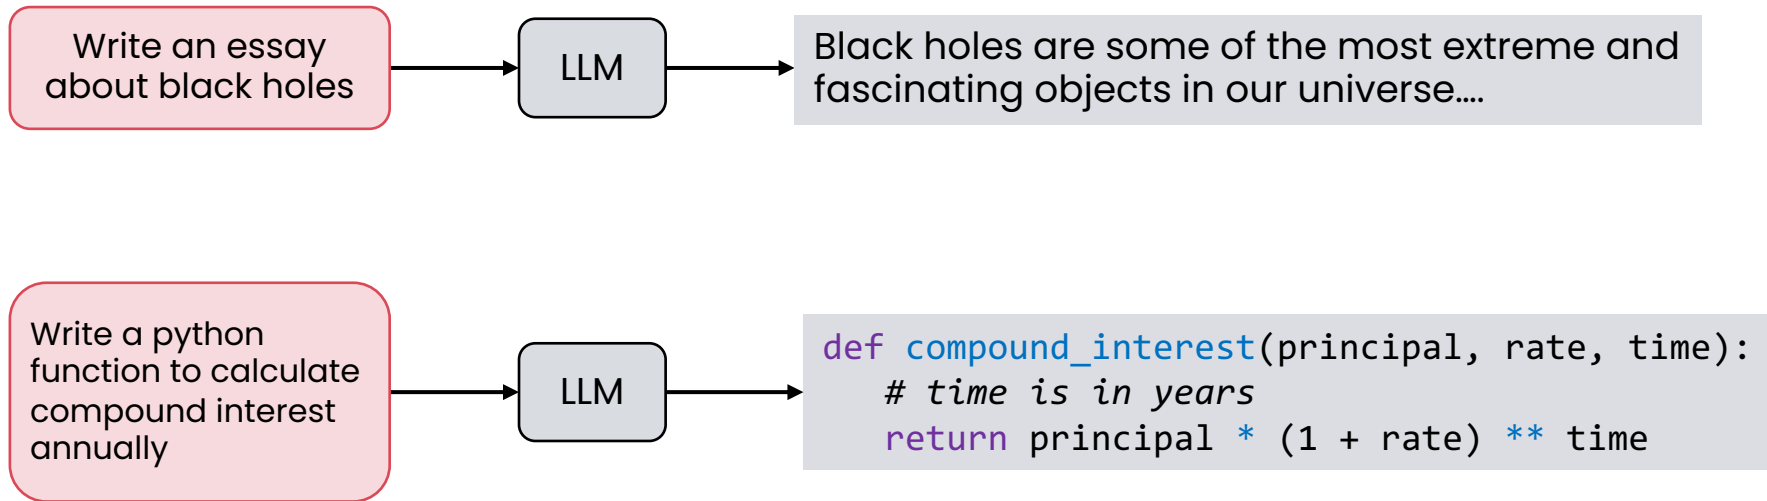 Write an essay
about black holes
LLM
Black holes are some of the most extreme and
fascinating objects in our universe....
Write a python
function to calculate
compound interest
annually
LLM
def compound_interest(principal, rate, time):
# time is in years
return principal * (1 + rate) ** time